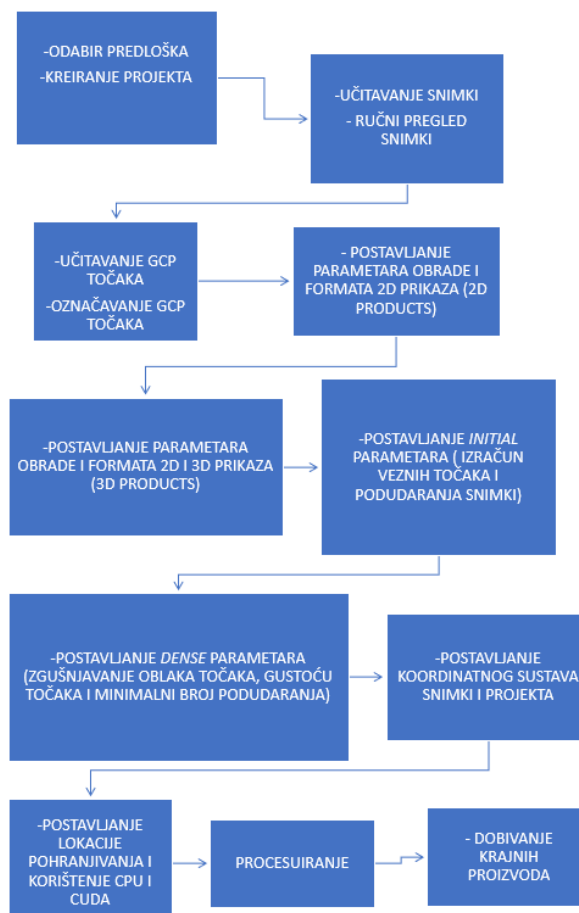 -ODABIR PREDLOŠKA
-KREIRANJE PROJEKTA
-UČITAVANJE SNIMKI
- RUČNI PREGLED
SNIMKI
-UČITAVANJE GCP
TOČAKA
-OZNAČAVANJE GCP
TOČAKA
- POSTAVLJANJE
PARAMETARA OBRADE I
FORMATA 2D PRIKAZA (2D
PRODUCTS)
-POSTAVLJANJE PARAMETARA
OBRADE I FORMATA 2D I 3D PRIKAZA
(3D PRODUCTS)
-POSTAVLJANJE INITIAL
PARAMETARA ( IZRAČUN
VEZNIH TOČAKA I
PODUDARANJA SNIMKI)
-POSTAVLJANJE DENSE PARAMETARA
(ZGUŠNJAVANJE OBLAKA TOČAKA, GUSTOĆU
TOČAKA I MINIMALNI BROJ PODUDARANJA)
-POSTAVLJANJE
KOORDINATNOG SUSTAVA
SNIMKI I PROJEKTA
-POSTAVLJANJE
LOKACIJE
POHRANJIVANJA I
KORIŠTENJE CPU I
CUDA
PROCESUIRANJE
- DOBIVANJE
KRAJNIH
PROIZVODA